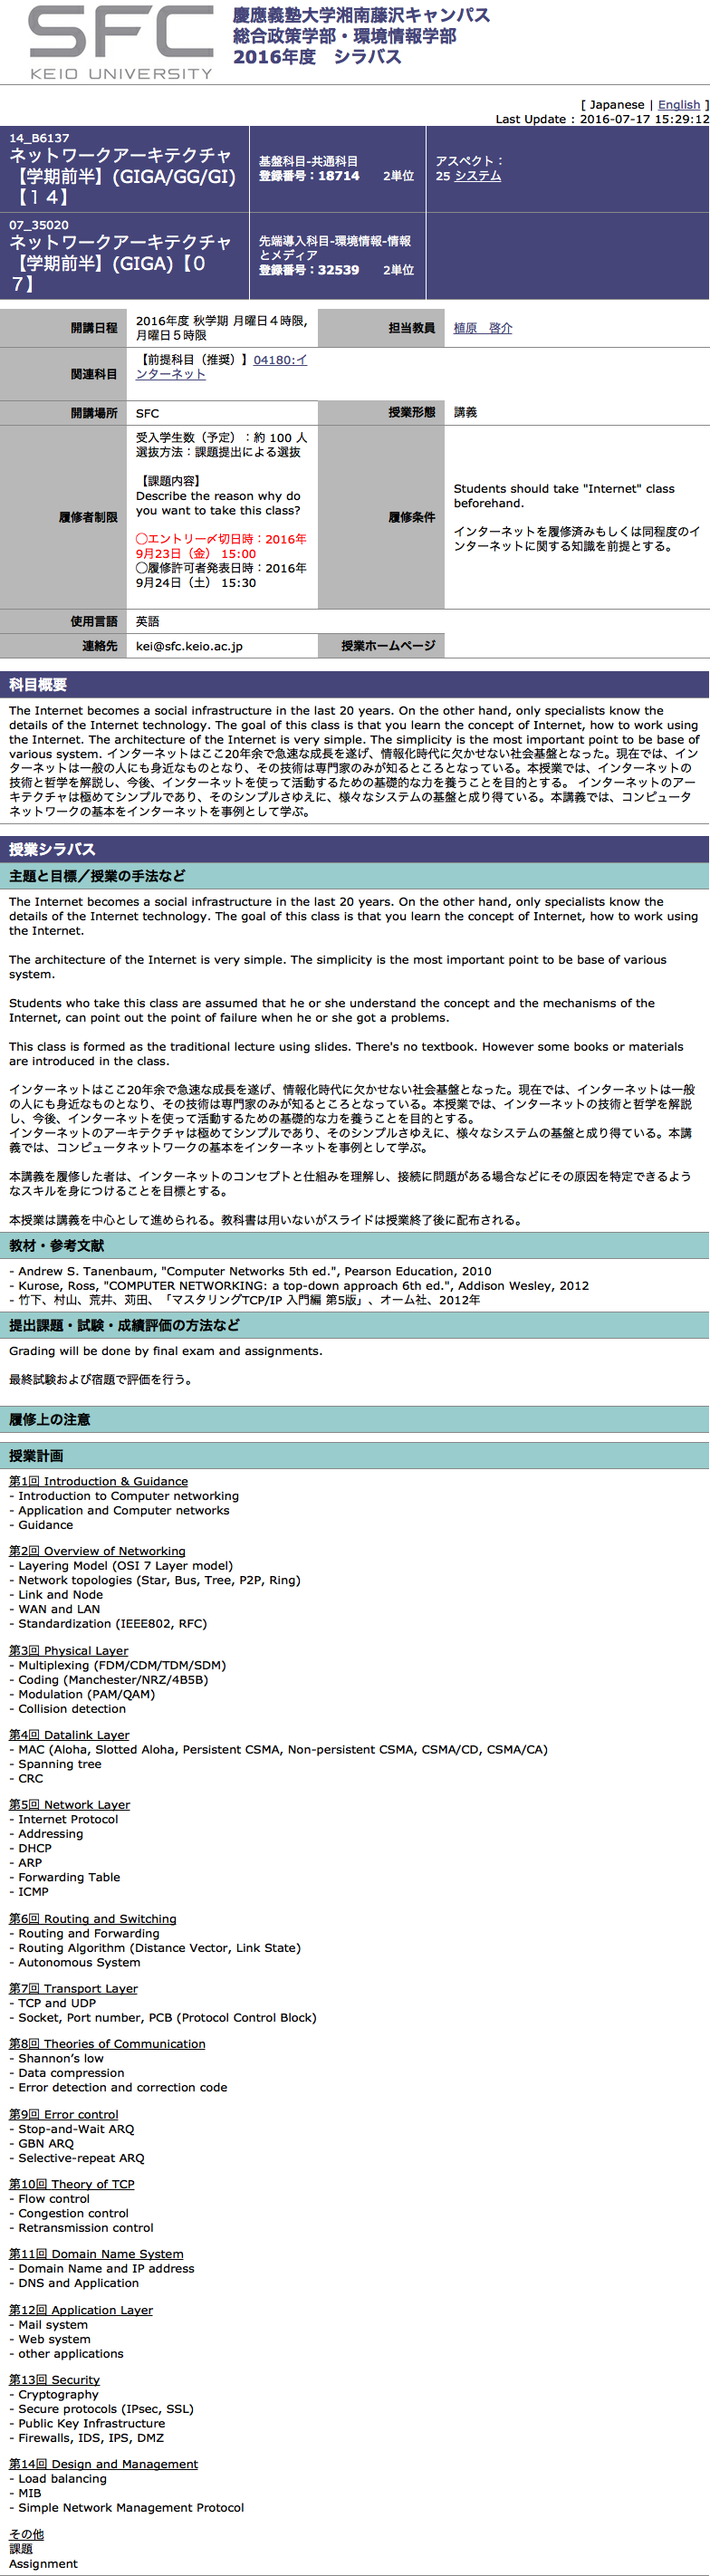 SFC
KEIO UNIVERSITY
慶應義塾大学湘南藤沢キャンパス
総合政策学部・環境情報学部
2016年度 シラバス
[ Japanese | English ]
Last Update : 2016-07-17 15:29:12
14_B6137
ネットワークアーキテクチャ
【学期前半】(GIGA/GG/GI)
【１４】
基盤科目-共通科目
登録番号：18714 2単位
アスペクト：
25 システム
07_35020
ネットワークアーキテクチャ
【学期前半】(GIGA)【０
７】
先端導入科目-環境情報-情報
とメディア
登録番号：32539 2単位
開講日程
2016年度 秋学期 月曜日４時限,
月曜日５時限
担当教員
植原 啓介
関連科目
【前提科目（推奨）】04180:イ
ンターネット
開講場所
SFC
授業形態
講義
履修者制限
受入学生数（予定）：約 100 人
選抜方法：課題提出による選抜
【課題内容】
Describe the reason why do
you want to take this class?
◯エントリー〆切日時：2016年
9月23日（金） 15:00
◯履修許可者発表日時：2016年
9月24日（土） 15:30
履修条件
Students should take "Internet" class
beforehand.
インターネットを履修済みもしくは同程度のイ
ンターネットに関する知識を前提とする。
使用言語
英語
連絡先
kei@sfc.keio.ac.jp
授業ホームページ
科目概要
The Internet becomes a social infrastructure in the last 20 years. On the other hand, only specialists know the
details of the Internet technology. The goal of this class is that you learn the concept of Internet, how to work using
the Internet. The architecture of the Internet is very simple. The simplicity is the most important point to be base of
various system. インターネットはここ20年余で急速な成長を遂げ、情報化時代に欠かせない社会基盤となった。現在では、イン
ターネットは一般の人にも身近なものとなり、その技術は専門家のみが知るところとなっている。本授業では、インターネットの
技術と哲学を解説し、今後、インターネットを使って活動するための基礎的な力を養うことを目的とする。 インターネットのアー
キテクチャは極めてシンプルであり、そのシンプルさゆえに、様々なシステムの基盤と成り得ている。本講義では、コンピュータ
ネットワークの基本をインターネットを事例として学ぶ。
授業シラバス
主題と目標／授業の手法など
The Internet becomes a social infrastructure in the last 20 years. On the other hand, only specialists know the
details of the Internet technology. The goal of this class is that you learn the concept of Internet, how to work using
the Internet.
The architecture of the Internet is very simple. The simplicity is the most important point to be base of various
system.
Students who take this class are assumed that he or she understand the concept and the mechanisms of the
Internet, can point out the point of failure when he or she got a problems.
This class is formed as the traditional lecture using slides. There's no textbook. However some books or materials
are introduced in the class.
インターネットはここ20年余で急速な成長を遂げ、情報化時代に欠かせない社会基盤となった。現在では、インターネットは一般
の人にも身近なものとなり、その技術は専門家のみが知るところとなっている。本授業では、インターネットの技術と哲学を解説
し、今後、インターネットを使って活動するための基礎的な力を養うことを目的とする。
インターネットのアーキテクチャは極めてシンプルであり、そのシンプルさゆえに、様々なシステムの基盤と成り得ている。本講
義では、コンピュータネットワークの基本をインターネットを事例として学ぶ。
本講義を履修した者は、インターネットのコンセプトと仕組みを理解し、接続に問題がある場合などにその原因を特定できるよう
なスキルを身につけることを目標とする。
本授業は講義を中心として進められる。教科書は用いないがスライドは授業終了後に配布される。
教材・参考文献
- Andrew S. Tanenbaum, "Computer Networks 5th ed.", Pearson Education, 2010
- Kurose, Ross, "COMPUTER NETWORKING: a top-down approach 6th ed.", Addison Wesley, 2012
- 竹下、村山、荒井、苅田、「マスタリングTCP/IP 入門編 第5版」、オーム社、2012年
提出課題・試験・成績評価の方法など
Grading will be done by final exam and assignments.
最終試験および宿題で評価を行う。
履修上の注意
授業計画
第1回 Introduction & Guidance
- Introduction to Computer networking
- Application and Computer networks
- Guidance
第2回 Overview of Networking
- Layering Model (OSI 7 Layer model)
- Network topologies (Star, Bus, Tree, P2P, Ring)
- Link and Node
- WAN and LAN
- Standardization (IEEE802, RFC)
第3回 Physical Layer
- Multiplexing (FDM/CDM/TDM/SDM)
- Coding (Manchester/NRZ/4B5B)
- Modulation (PAM/QAM)
- Collision detection
第4回 Datalink Layer
- MAC (Aloha, Slotted Aloha, Persistent CSMA, Non-persistent CSMA, CSMA/CD, CSMA/CA)
- Spanning tree
- CRC
第5回 Network Layer
- Internet Protocol
- Addressing
- DHCP
- ARP
- Forwarding Table
- ICMP
第6回 Routing and Switching
- Routing and Forwarding
- Routing Algorithm (Distance Vector, Link State)
- Autonomous System
第7回 Transport Layer
- TCP and UDP
- Socket, Port number, PCB (Protocol Control Block)
第8回 Theories of Communication
- Shannon’s low
- Data compression
- Error detection and correction code
第9回 Error control
- Stop-and-Wait ARQ
- GBN ARQ
- Selective-repeat ARQ
第10回 Theory of TCP
- Flow control
- Congestion control
- Retransmission control
第11回 Domain Name System
- Domain Name and IP address
- DNS and Application
第12回 Application Layer
- Mail system
- Web system
- other applications
第13回 Security
- Cryptography
- Secure protocols (IPsec, SSL)
- Public Key Infrastructure
- Firewalls, IDS, IPS, DMZ
第14回 Design and Management
- Load balancing
- MIB
- Simple Network Management Protocol
その他
課題
Assignment